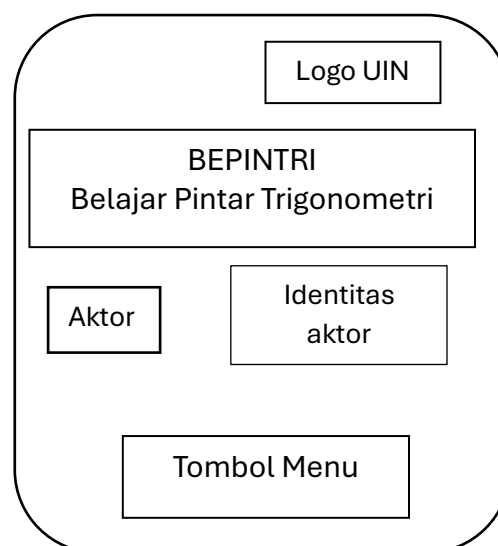 Logo UIN
BEPINTRI
Belajar Pintar Trigonometri
Aktor
Identitas
aktor
Tombol Menu